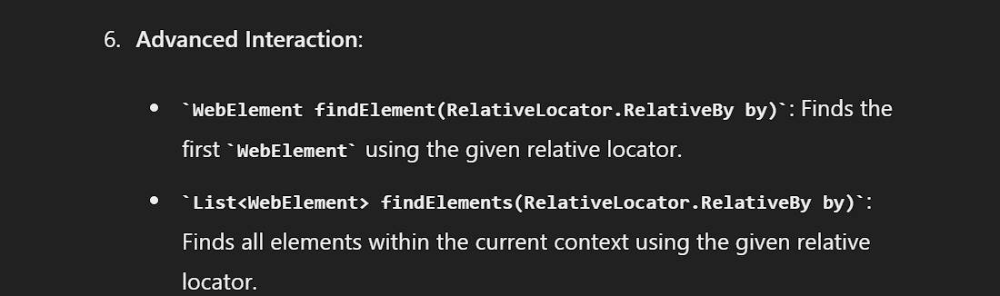 6. Advanced Interaction:
• `WebElement findElement(RelativeLocator.RelativeBy by)`: Finds the
first `WebElement` using the given relative locator.
• `List<WebElement> findElements(RelativeLocator.RelativeBy by)`:
Finds all elements within the current context using the given relative
locator.